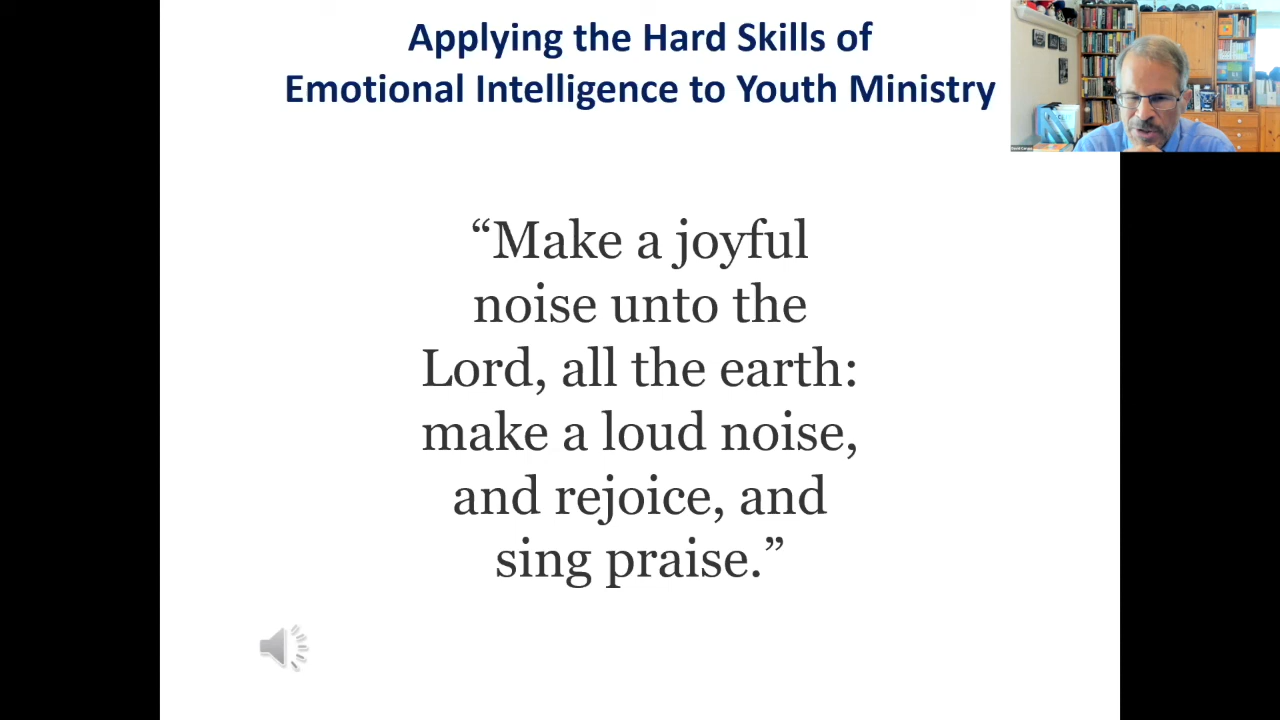 Applying the Hard Skills of
Emotional Intelligence to Youth Ministry
“Make a joyful
noise unto the
Lord, all the earth:
make a loud noise,
and rejoice, and
sing praise.”